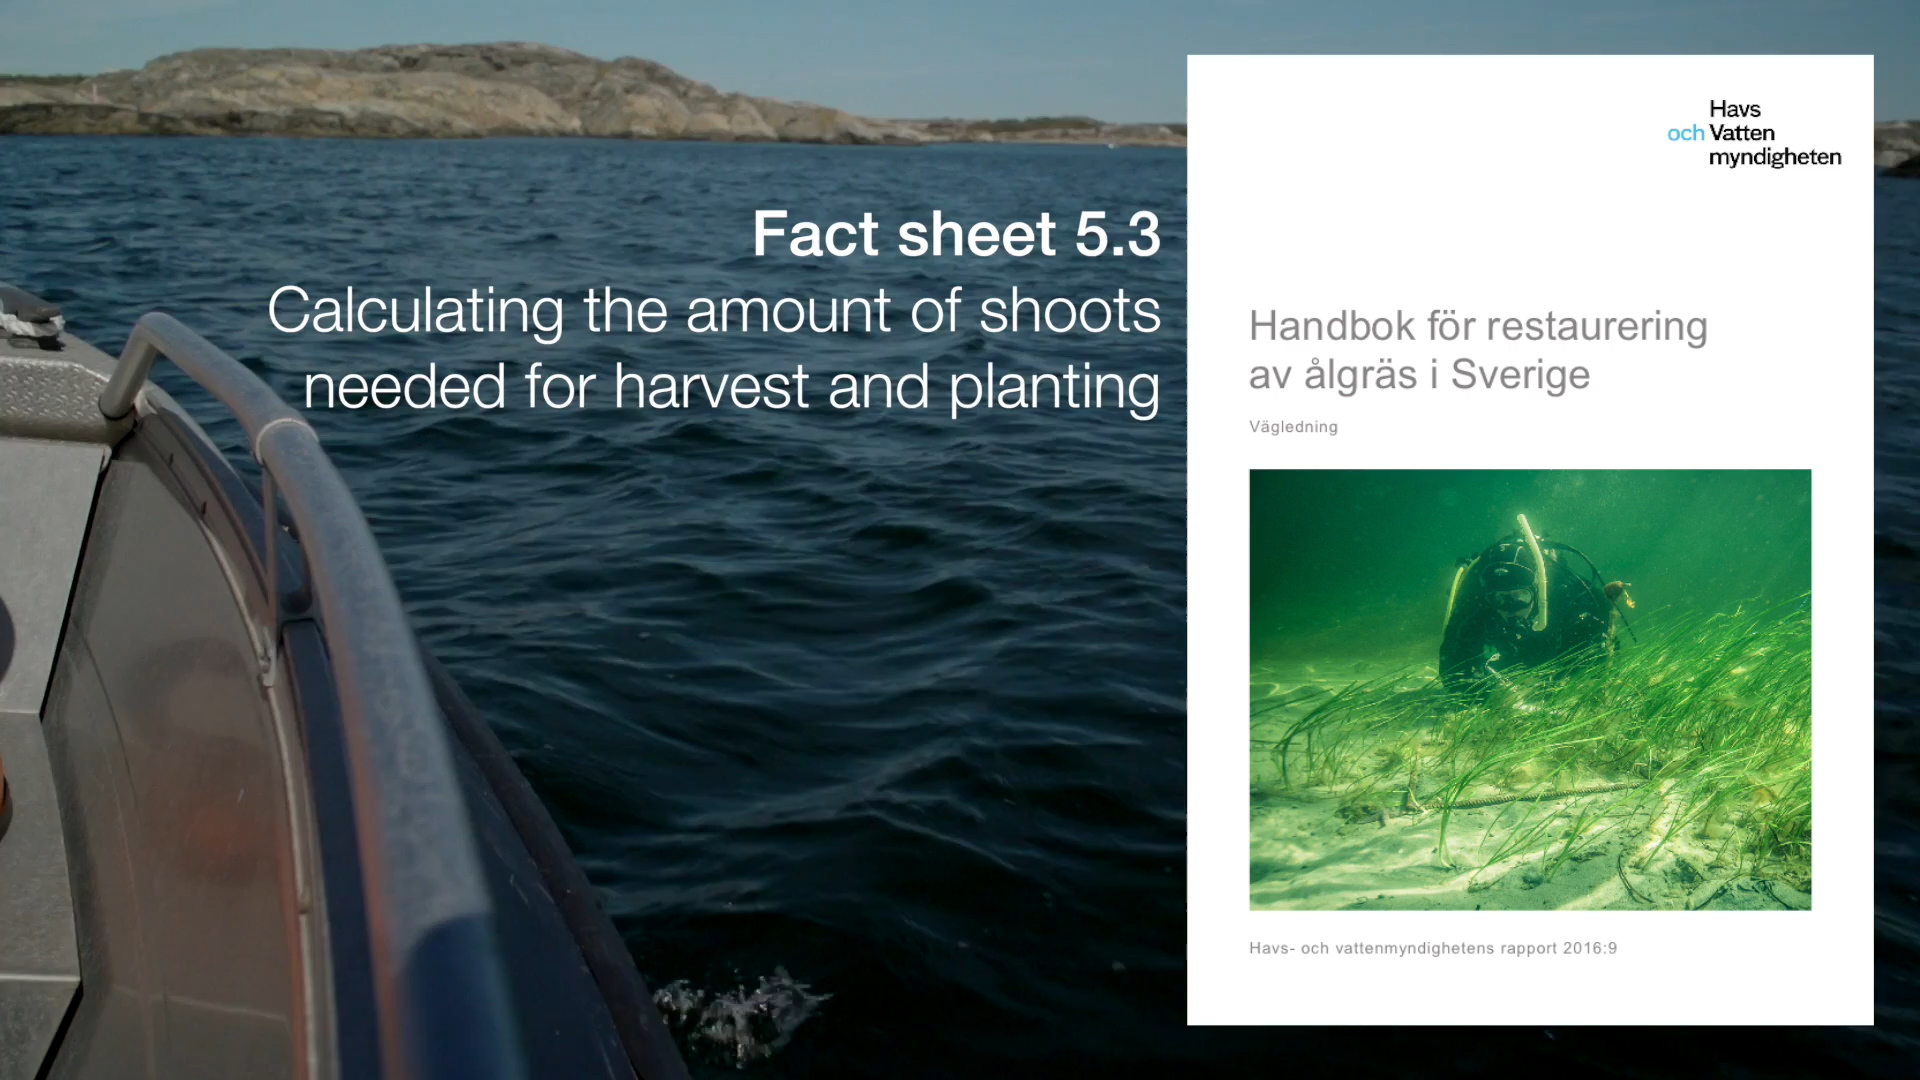 Fact sheet 5.3
Calculating the amount of shoots
needed for harvest and planting
Havs
och Vatten
myndigheten
Handbok för restaurering
av ålgräs i Sverige
Vägledning
Havs- och vattenmyndighetens rapport 2016:9